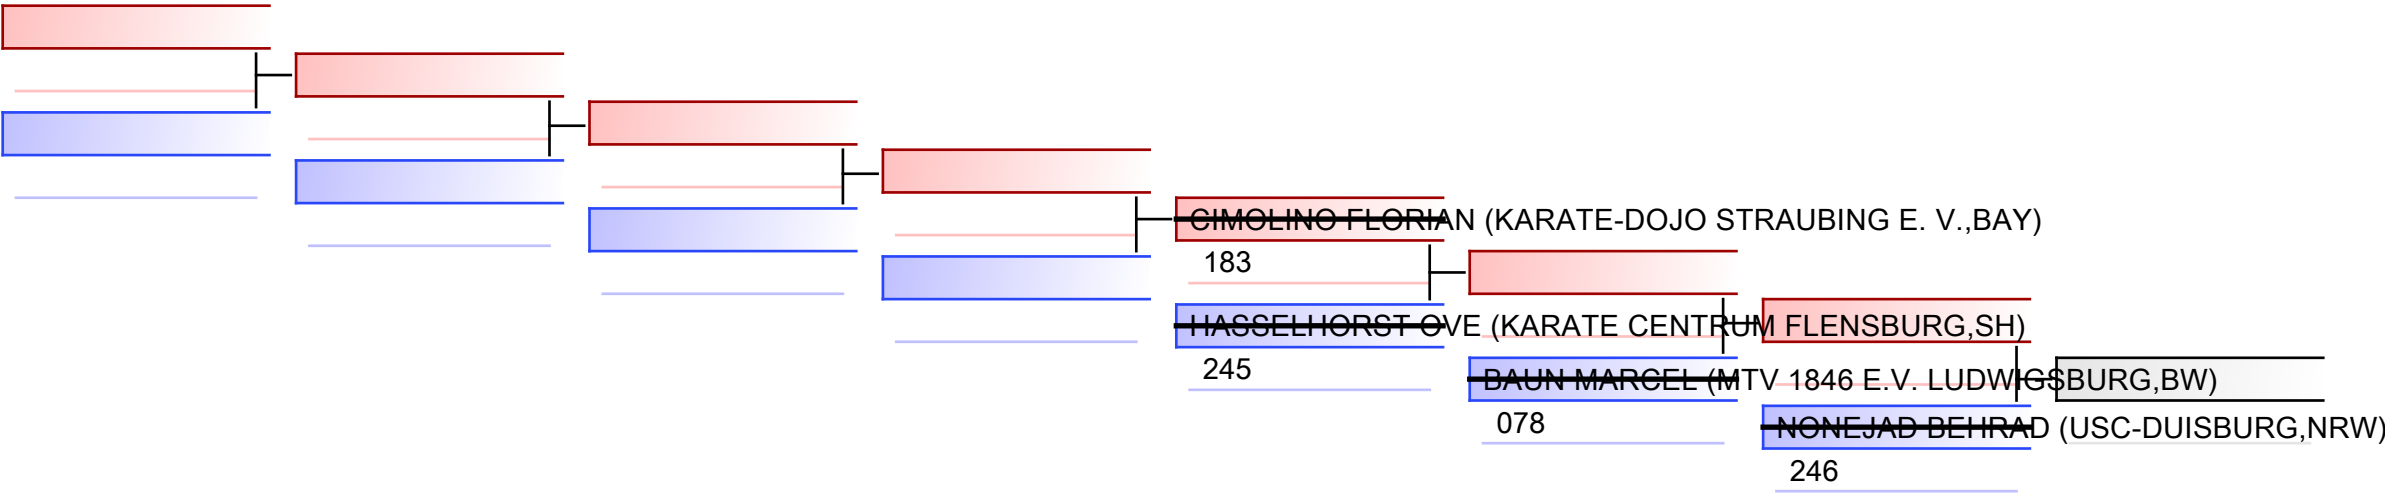 CIMOLINO FLORIAN (KARATE-DOJO STRAUBING E. V.,BAY)
183
HASSELHORST OVE (KARATE CENTRUM FLENSBURG,SH)
245
BAUN MARCEL (MTV 1846 E.V. LUDWIGSBURG,BW)
078
NONEJAD BEHRAD (USC-DUISBURG,NRW)
246